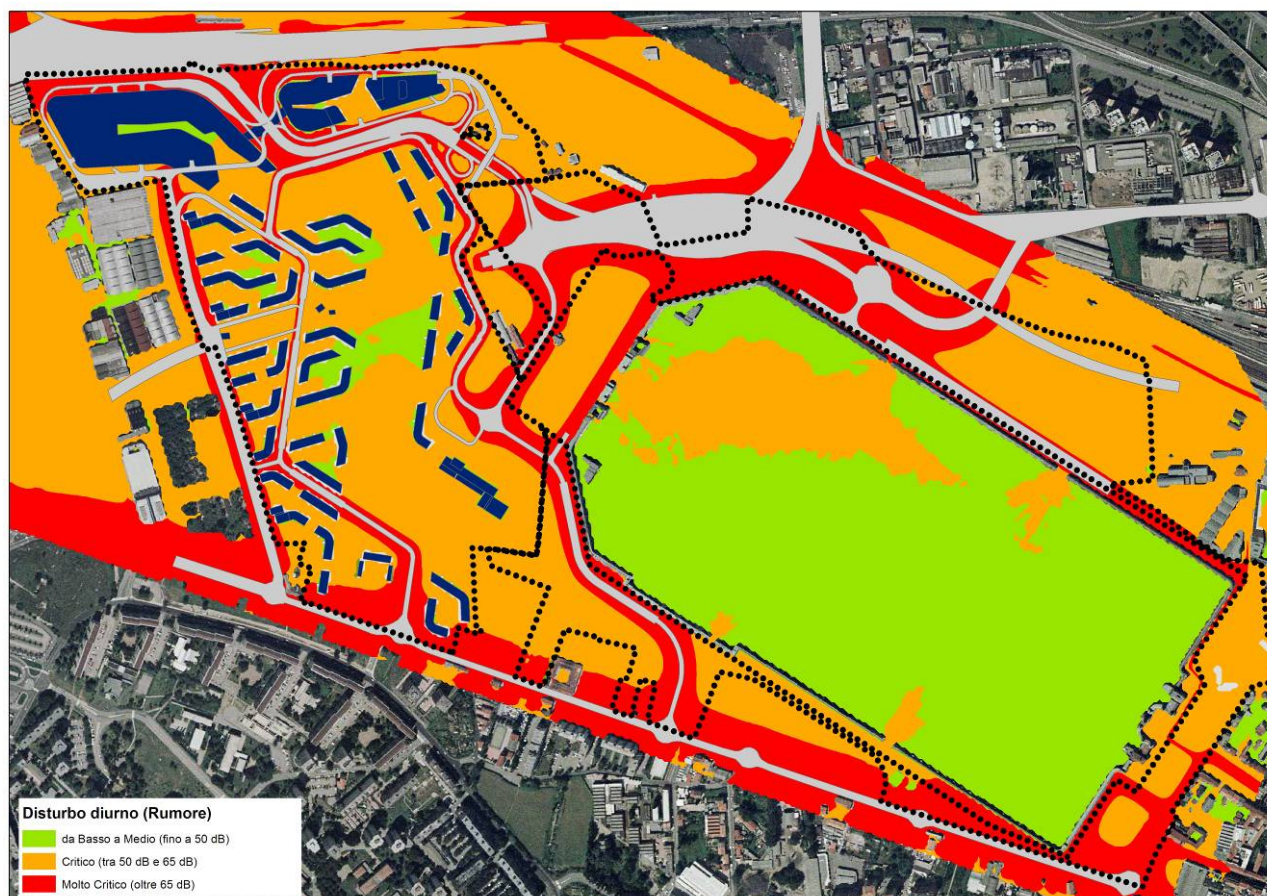 Disturbo diurno (Rumore)
da Basso a Medio (fino a 50 dB)
Critico (tra 50 dB e 65 dB)
Molto Critico (oltre 65 dB)